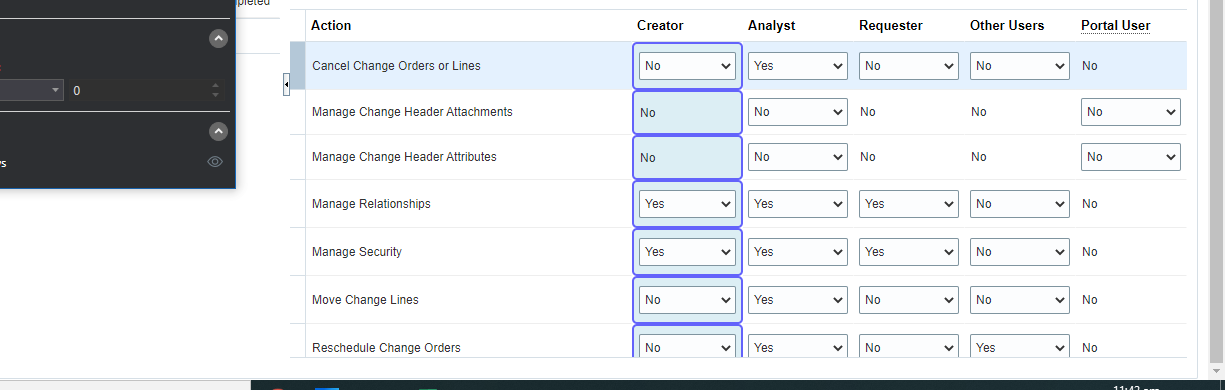 Action Creator Analyst Requester Other Users Portal User
Cancel Change Orders or Lines No Yes No No No
0
Manage Change Header Attachments No No No No No
Manage Change Header Attributes No No No No No
Manage Relationships Yes Yes Yes No No
Manage Security Yes Yes Yes No No
Move Change Lines No Yes No No No
Reschedule Change Orders No Yes No Yes No